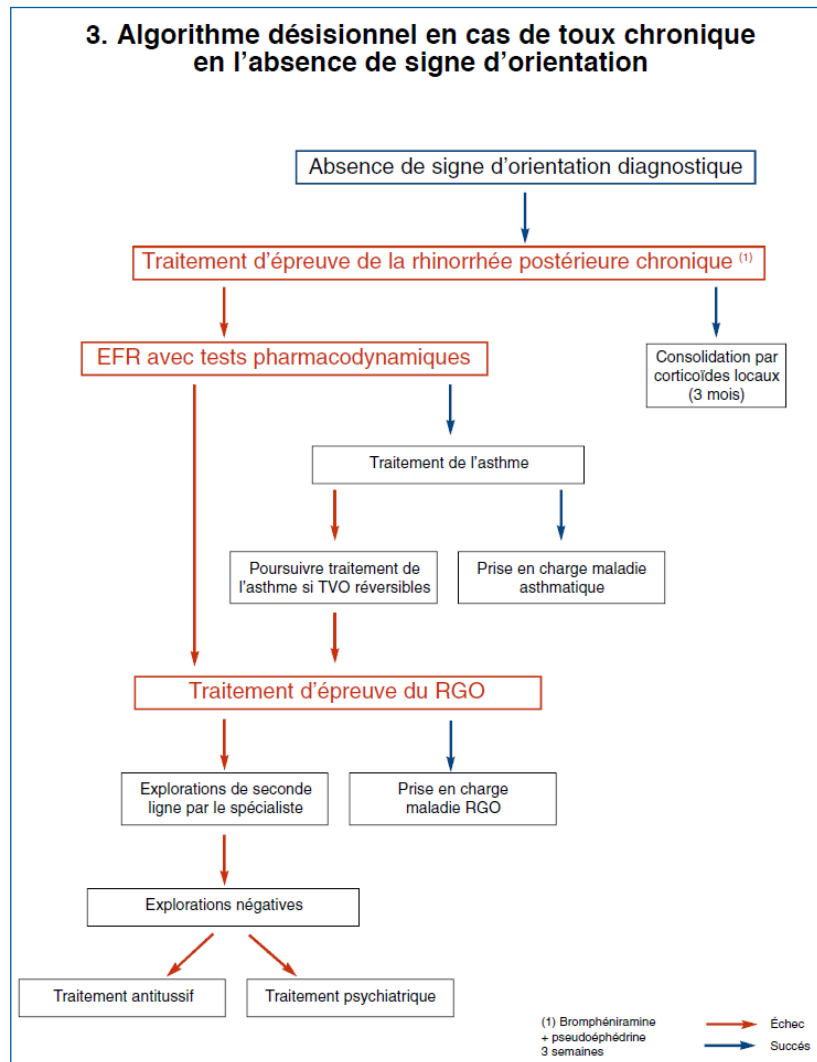 3. Algorithme désisionnel en cas de toux chronique
en l'absence de signe d'orientation
Absence de signe d'orientation diagnostique
Traitement d'épreuve de la rhinorrhée postérieure chronique (1)
EFR avec tests pharmacodynamiques
Consolidation par
corticoïdes locaux
(3 mois)
Traitement de l'asthme
Poursuivre traitement de
l'asthme si TVO réversibles
Prise en charge maladie
asthmatique
Traitement d'épreuve du RGO
Explorations de seconde
ligne par le spécialiste
Prise en charge
maladie RGO
Explorations négatives
Traitement antitussif
Traitement psychiatrique
(1) Bromphéniramine
+ pseudoéphédrine
3 semaines
Échec
Succés